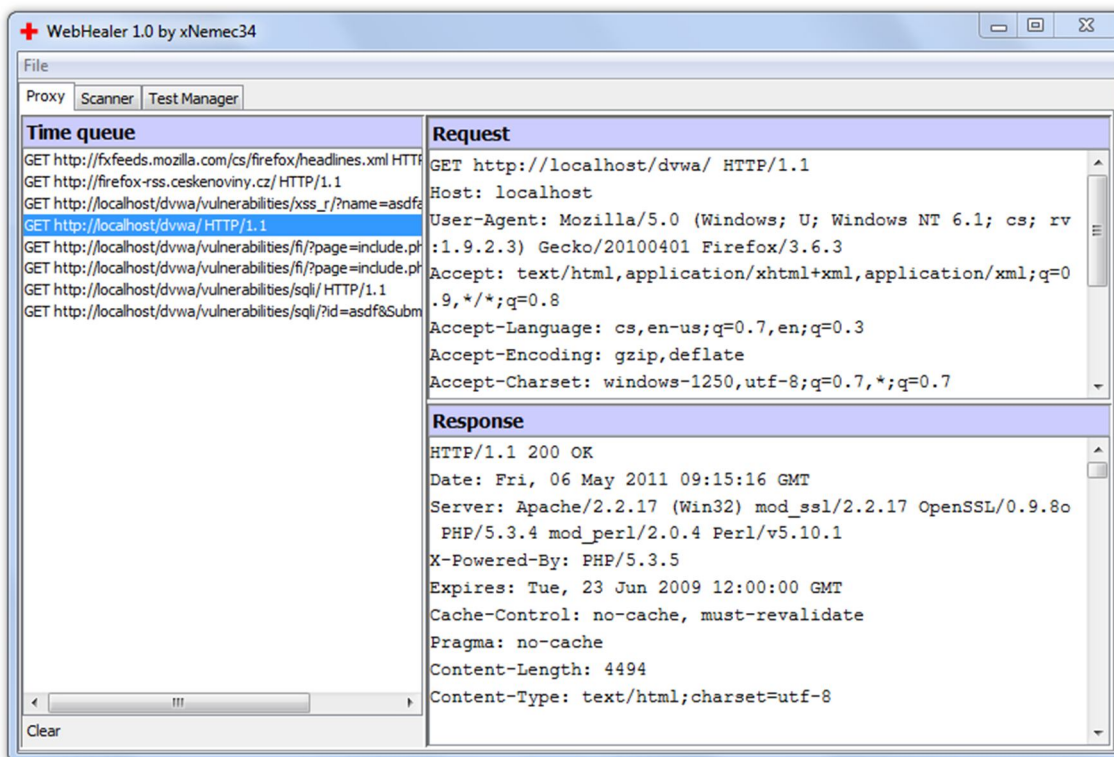 WebHealer 1.0 by xNemec34
File
Proxy Scanner Test Manager
Time queue
GET http://fxfeeds.mozilla.com/cs/firefox/headlines.xml HTTP
GET http://firefox-rss.ceskenoviny.cz/ HTTP/1.1
GET http://localhost/dvwa/vulnerabilities/xss_r/?name=asdfa
GET http://localhost/dvwa/ HTTP/1.1
GET http://localhost/dvwa/vulnerabilities/fi/?page=include.ph
GET http://localhost/dvwa/vulnerabilities/fi/?page=include.ph
GET http://localhost/dvwa/vulnerabilities/sqli/ HTTP/1.1
GET http://localhost/dvwa/vulnerabilities/sqli/?id=asdf&Subm
Clear
Request
GET http://localhost/dvwa/ HTTP/1.1
Host: localhost
User-Agent: Mozilla/5.0 (Windows; U; Windows NT 6.1; cs; rv
:1.9.2.3) Gecko/20100401 Firefox/3.6.3
Accept: text/html,application/xhtml+xml,application/xml;q=0
.9,*/*;q=0.8
Accept-Language: cs,en-us;q=0.7,en;q=0.3
Accept-Encoding: gzip,deflate
Accept-Charset: windows-1250,utf-8;q=0.7,*;q=0.7
Response
HTTP/1.1 200 OK
Date: Fri, 06 May 2011 09:15:16 GMT
Server: Apache/2.2.17 (Win32) mod_ssl/2.2.17 OpenSSL/0.9.8o
PHP/5.3.4 mod_perl/2.0.4 Perl/v5.10.1
X-Powered-By: PHP/5.3.5
Expires: Tue, 23 Jun 2009 12:00:00 GMT
Cache-Control: no-cache, must-revalidate
Pragma: no-cache
Content-Length: 4494
Content-Type: text/html;charset=utf-8